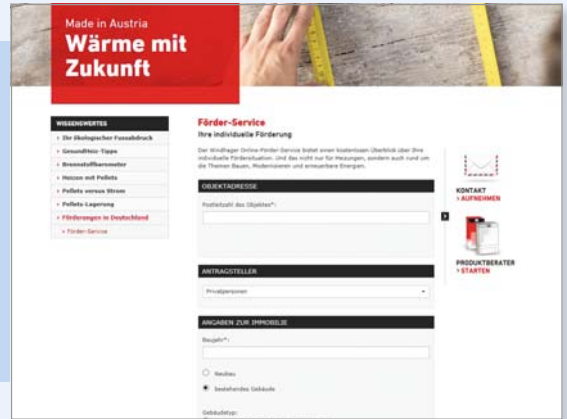 Made in Austria
Wärme mit
Zukunft
WISSENSWERTES
Ihr ökologischer Fussabdruck
GesundHeiz-Tipps
Brennstoffbarometer
Heizen mit Pellets
Pellets versus Strom
Pellets-Lagerung
Förderungen in Deutschland
Förder-Service
Förder-Service
Ihre individuelle Förderung
Der Windhager Online-Förder-Service bietet einen kostenlosen Überblick über Ihre
individuelle Fördersituation. Und das nicht nur für Heizungen, sondern auch rund um
die Themen Bauen, Modernisieren und erneuerbare Energien.
OBJEKTADRESSE
Postleitzahl des Objektes*:
ANTRAGSTELLER
Privatpersonen
ANGABEN ZUR IMMOBILIE
Baujahr*:
Neubau
bestehendes Gebäude
Gebäudetyp:
KONTAKT
> AUFNEHMEN
PRODUKTBERATER
> STARTEN